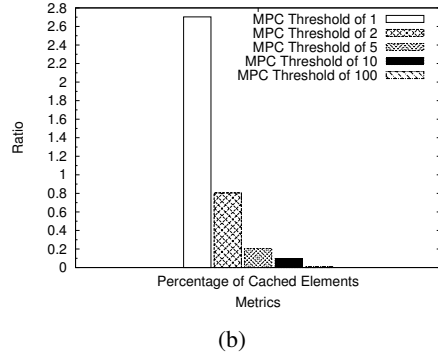 2.8
2.6
2.4
2.2
2
1.8
1.6
1.4
1.2
1
0.8
0.6
0.4
0.2
0
Ratio
MPC Threshold of 1
MPC Threshold of 2
MPC Threshold of 5
MPC Threshold of 10
MPC Threshold of 100
Percentage of Cached Elements
Metrics
(b)